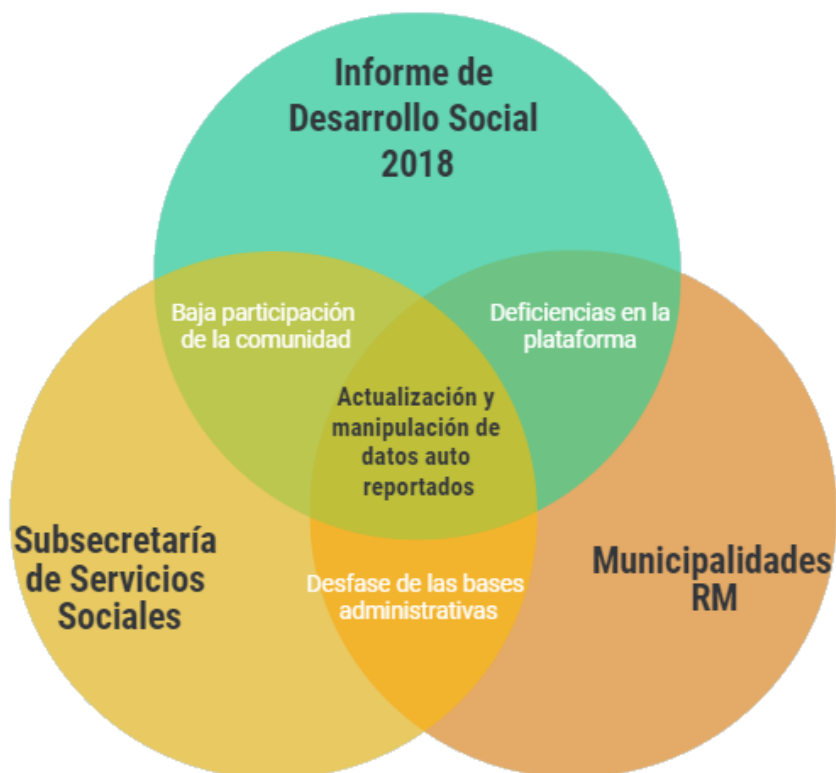 Informe de
Desarrollo Social
2018
Baja participación
de la comunidad
Deficiencias en la
plataforma
Actualización y
manipulación de
datos auto
reportados
Subsecretaría
de Servicios
Sociales
Desfase de las bases
administrativas
Municipalidades
RM